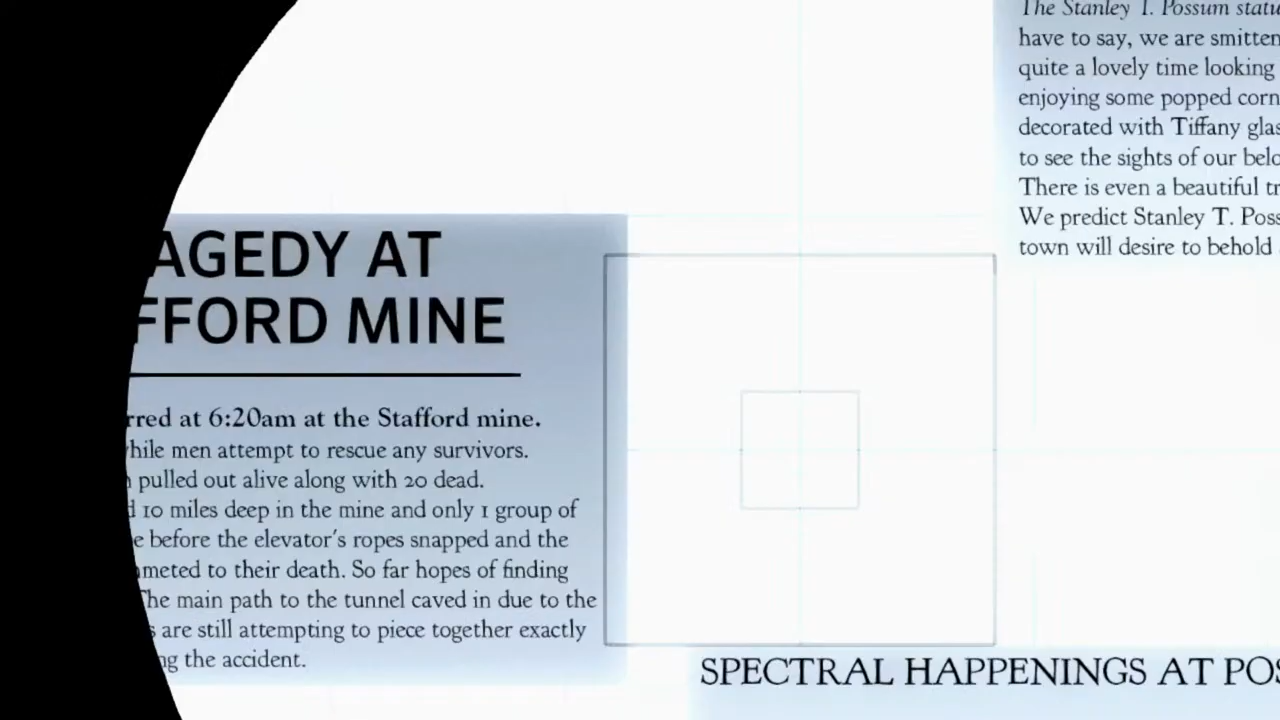 AGEDY AT
FFORD MINE
rred at 6:20am at the Stafford mine.
hile men attempt to rescue any survivors.
pulled out alive along with 20 dead.
d 10 miles deep in the mine and only 1 group of
e before the elevator's ropes snapped and the
meted to their death. So far hopes of finding
The main path to the tunnel caved in due to the
s are still attempting to piece together exactly
ng the accident.
The Stanley T. Possum statu
have to say, we are smitten
quite a lovely time looking
enjoying some popped corn
decorated with Tiffany glas
to see the sights of our belo
There is even a beautiful tr
We predict Stanley T. Poss
town will desire to behold
SPECTRAL HAPPENINGS AT POS